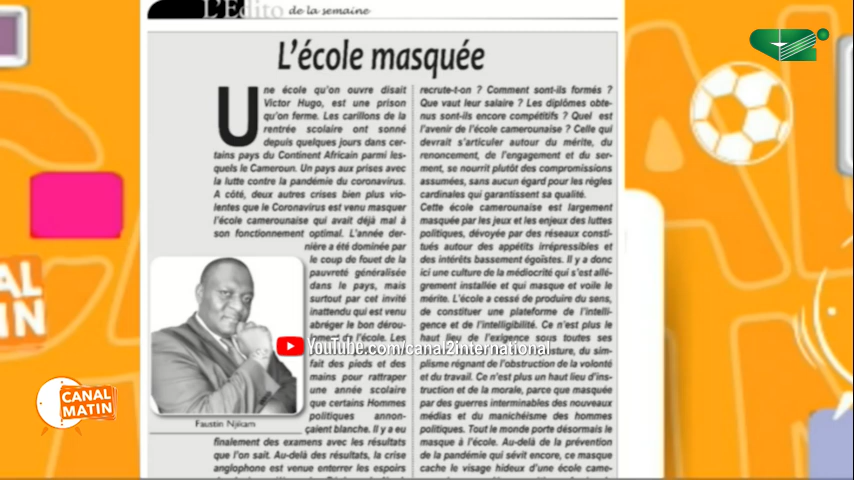 L'Edito de la semaine
L'école masquée
Une école qu'on ouvre disait
Victor Hugo, est une prison
qu'on ferme. Les carillons de la
rentrée scolaire ont sonné
depuis quelques jours dans cer-
tains pays du Continent Africain parmi les-
quels le Cameroun. Un pays aux prises avec
la lutte contre la pandémie du coronavirus.
A côté, deux autres crises bien plus vio-
lentes que le Coronavirus est venu masquer
l'école camerounaise qui avait déjà mal à
son fonctionnement optimal. L'année der-
nière a été dominée par
le coup de fouet de la
pauvreté généralisée
dans le pays, mais
surtout par cet invité
inattendu qui est venu
abréger le bon dérou-
lement de l'école. Les
fait des pieds et des
mains pour rattraper
une année scolaire
que certains Hommes
politiques annon-
çaient blanche. Il y a eu
finalement des examens avec les résultats
que l'on sait. Au-delà des résultats, la crise
anglophone est venue enterrer les espoirs
Faustin Njikam
recrute-t-on ? Comment sont-ils formés ?
Que vaut leur salaire ? Les diplômes obte-
nus sont-ils encore compétitifs ? Quel est
l'avenir de l'école camerounaise ? Celle qui
devrait s'articuler autour du mérite, du
renoncement, de l'engagement et du ser-
ment, se nourrit plutôt des compromissions
assumées, sans aucun égard pour les règles
cardinales qui garantissent sa qualité.
Cette école camerounaise est largement
masquée par les jeux et les enjeux des luttes
politiques, dévoyée par des réseaux consti-
tués autour des appétits irrépressibles et
des intérêts bassement égoïstes. Il y a donc
ici une culture de la médiocrité qui s'est allé-
grement installée et qui masque et voile le
mérite. L'école a cessé de produire du sens,
de constituer une plateforme de l'intelli-
gence et de l'intelligibilité. Ce n'est plus le
haut lieu de l'exigence sous toutes ses
du sim-
plisme régnant de l'obstruction de la volonté
et du travail. Ce n'est plus un haut lieu d'ins-
truction et de la morale, parce que masquée
par des guerres interminables des nouveaux
médias et du manichéisme des hommes
politiques. Tout le monde porte désormais le
masque à l'école. Au-delà de la prévention
de la pandémie qui sévit encore, ce masque
cache le visage hideux d'une école came-
YouTube.com/canal2international
CANAL
MATIN
AL
IN